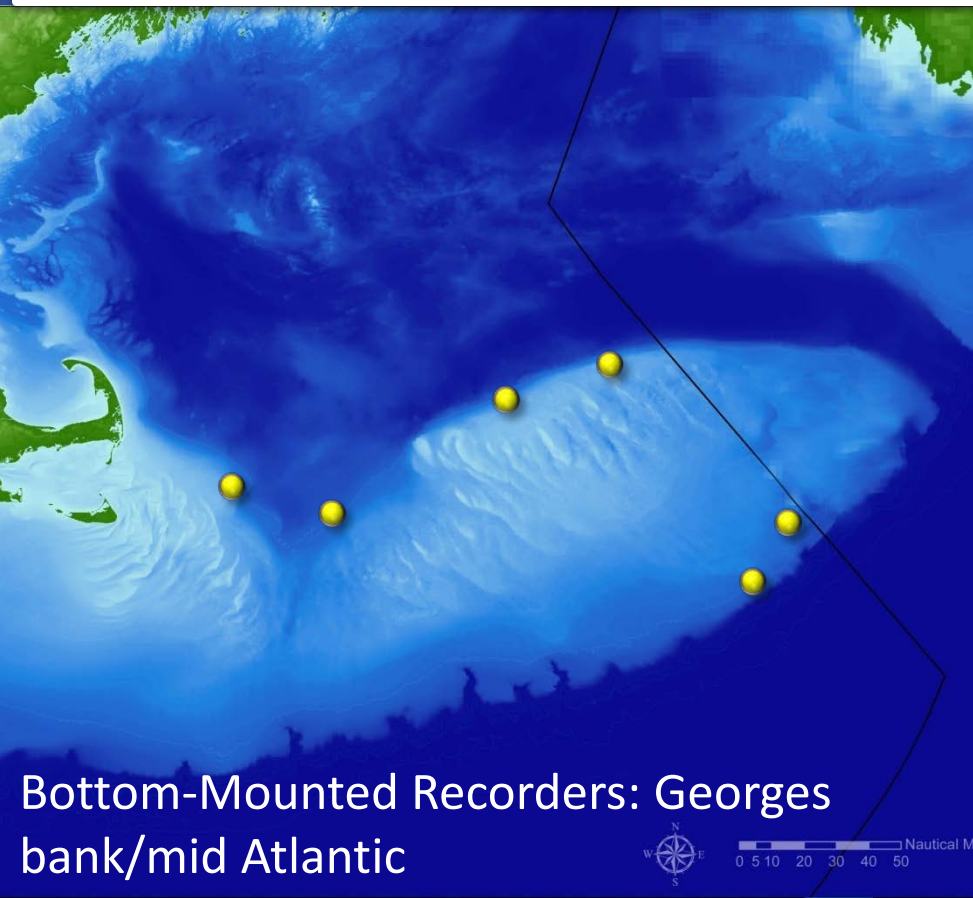 Bottom-Mounted Recorders: Georges
bank/mid Atlantic
N
W E
S
Nautical M
0 5 10 20 30 40 50